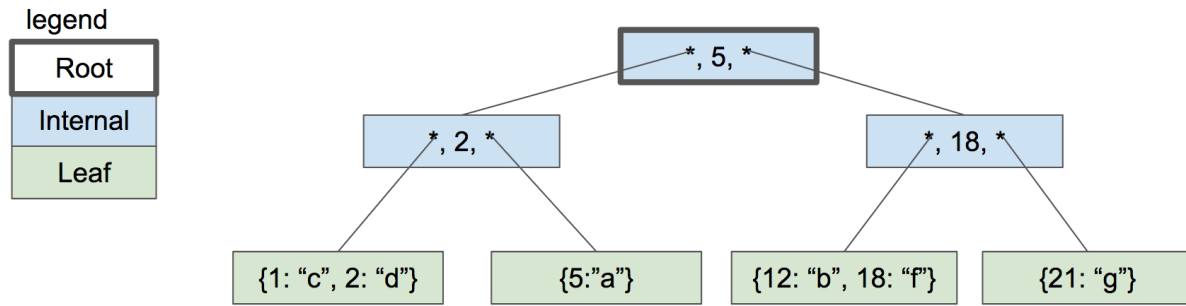 legend
Root
Internal
Leaf
*, 5, *
*, 2, *
*, 18, *
{1: “c”, 2: “d”}
{5:”a”}
{12: “b”, 18: “f”}
{21: “g”}